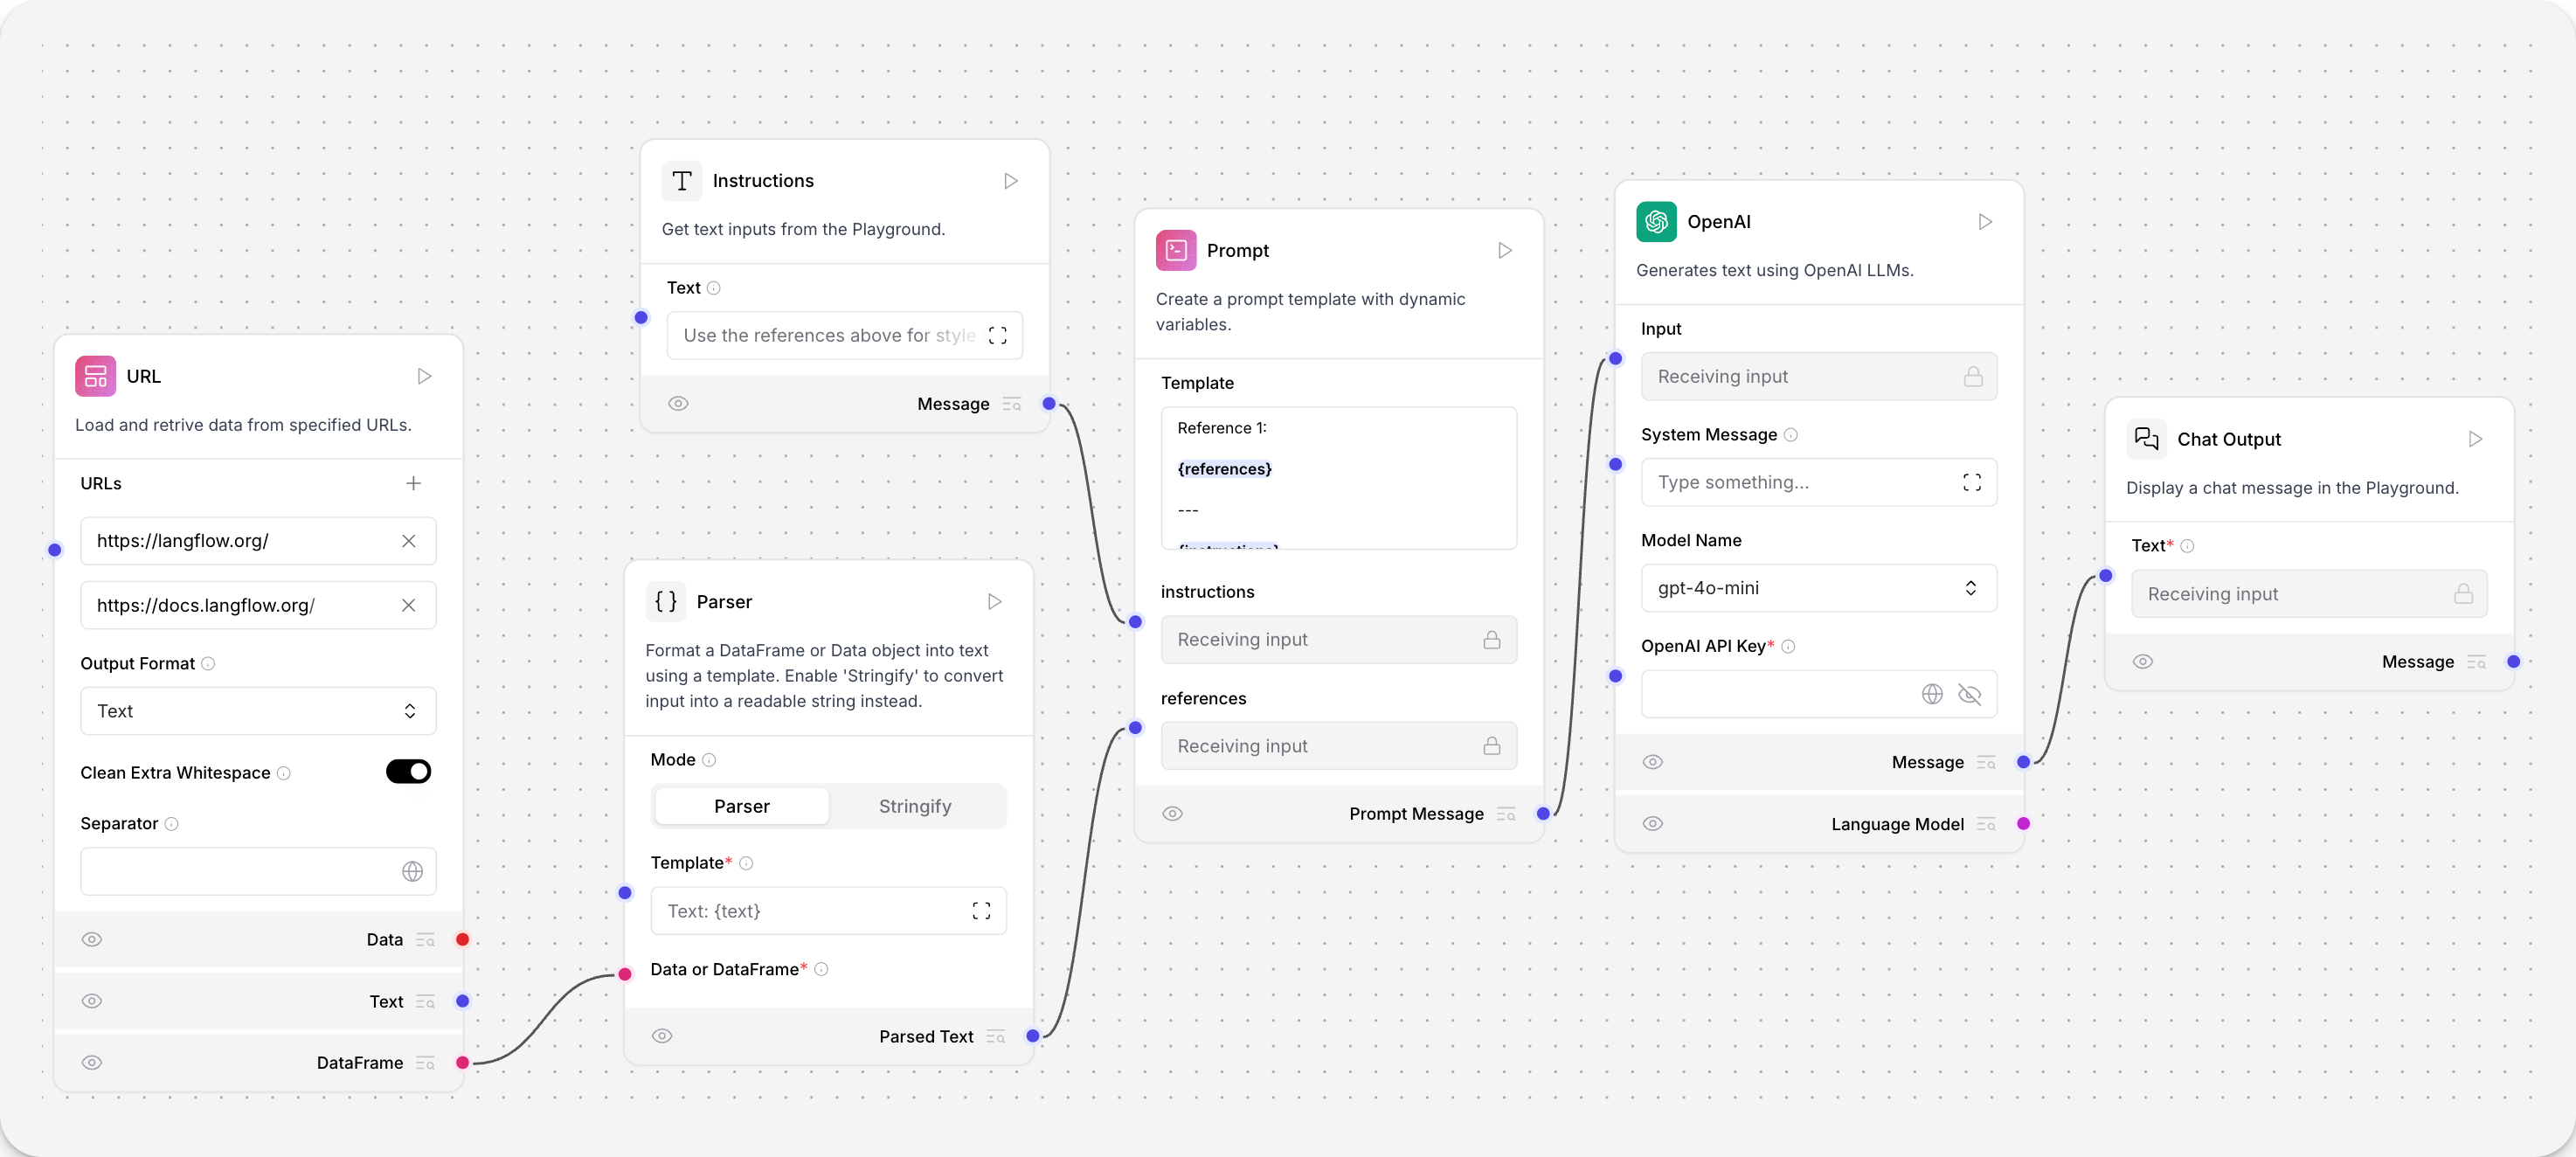 URL
Load and retrive data from specified URLs.
URLs
https://langflow.org/
https://docs.langflow.org/
Output Format
Text
Clean Extra Whitespace
Separator
Data
Text
DataFrame
Instructions
Get text inputs from the Playground.
Text
Use the references above for style
Message
Parser
Format a DataFrame or Data object into text
using a template. Enable 'Stringify' to convert
input into a readable string instead.
Mode
Parser Stringify
Template*
Text: {text}
Data or DataFrame*
Parsed Text
Prompt
Create a prompt template with dynamic
variables.
Template
Reference 1:
{references}
---
{instructions}
instructions
Receiving input
references
Receiving input
Prompt Message
OpenAI
Generates text using OpenAI LLMs.
Input
Receiving input
System Message
Type something...
Model Name
gpt-4o-mini
OpenAI API Key*
Message
Language Model
Chat Output
Display a chat message in the Playground.
Text*
Receiving input
Message